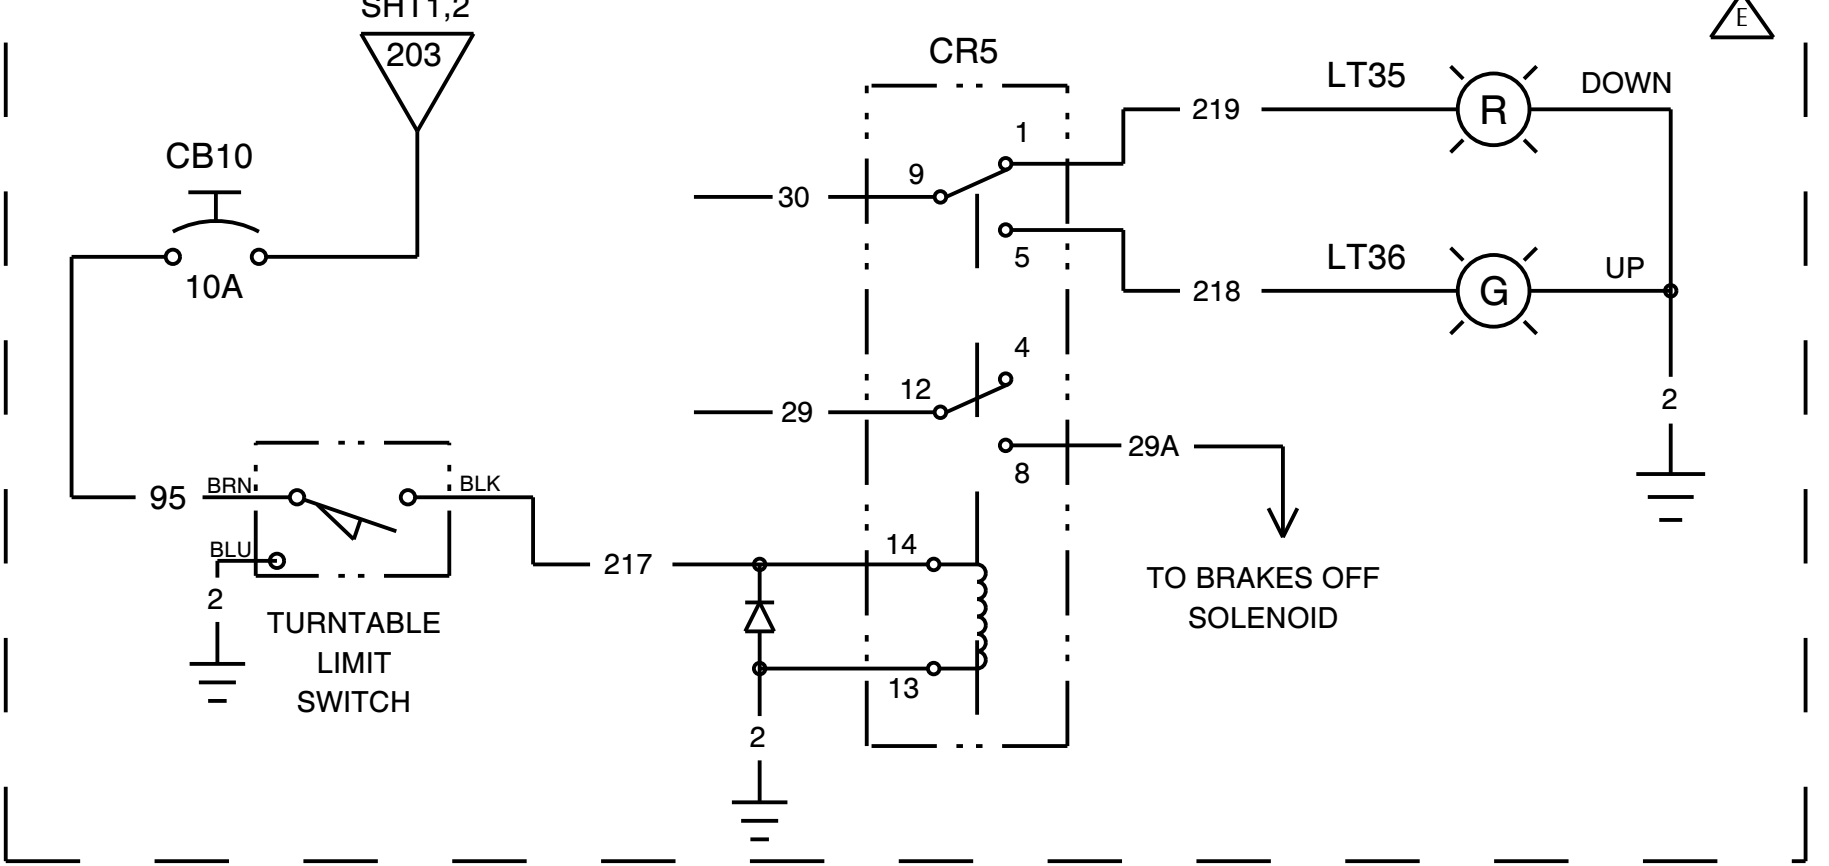 SHT1,2
203
E
CR5
LT35
DOWN
R
219
1
CB10
9
30
5
LT36
UP
G
218
10A
4
12
29
2
29A
8
95
BRN
BLK
BLU
14
217
2
TO BRAKES OFF
SOLENOID
TURNTABLE
LIMIT
SWITCH
13
2